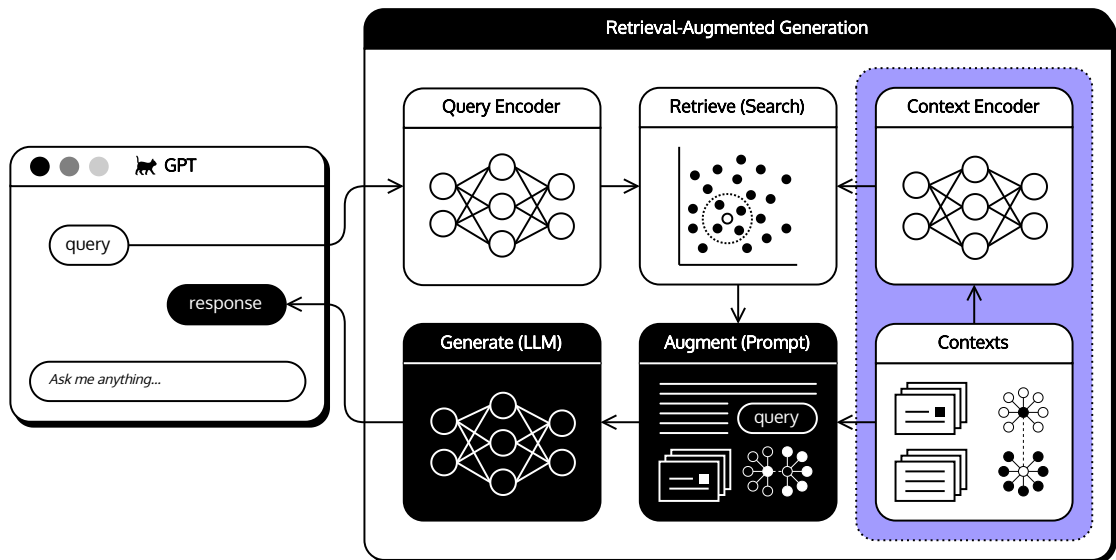 Retrieval-Augmented Generation
Query Encoder
Retrieve (Search)
Context Encoder
GPT
query
response
Ask me anything...
Generate (LLM)
Augment (Prompt)
query
Contexts